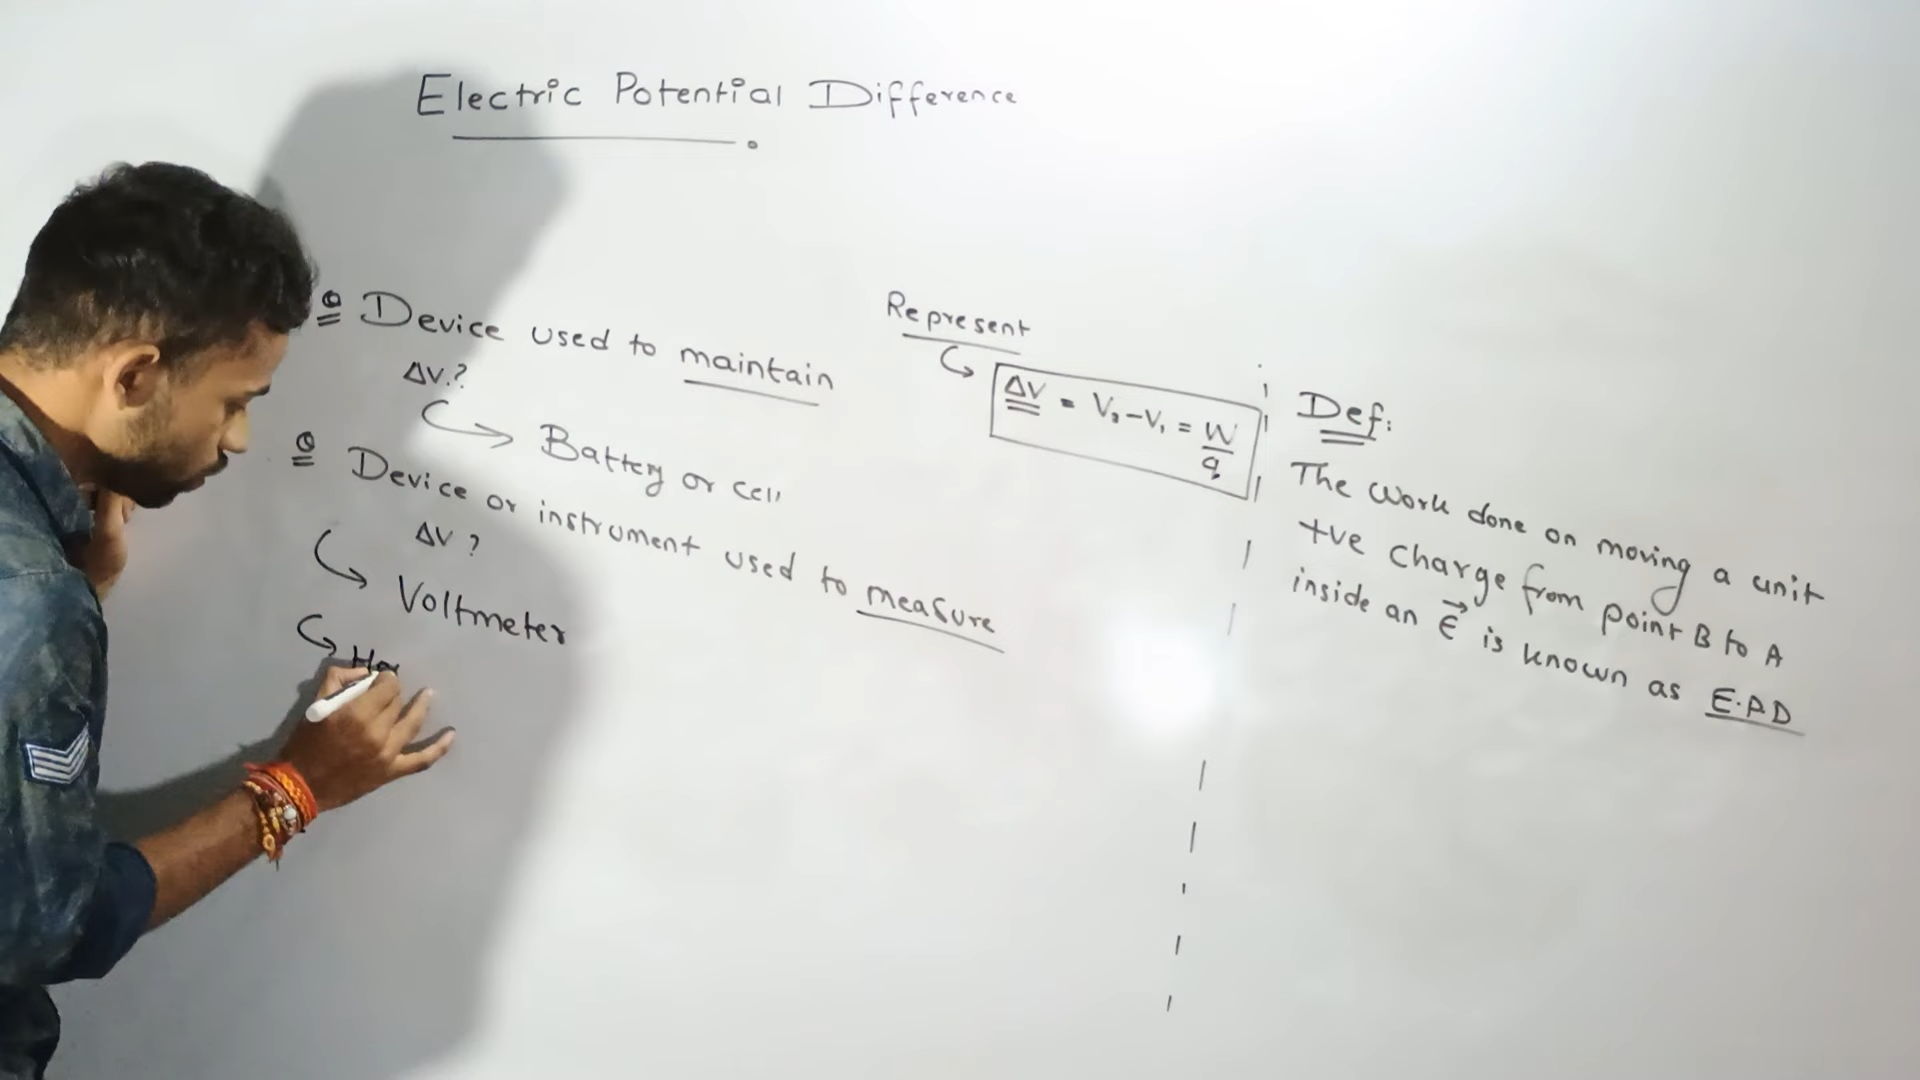 Electric Potential Difference
Device used to maintain
ΔV.?
Battery or cell
Device or instrument used to measure
ΔV ?
Voltmeter
Represent
ΔV = V₂-V₁ = W/q
Def:
The Work done on moving a unit
+ve charge from point B to A
inside an E⃗ is known as E.P.D